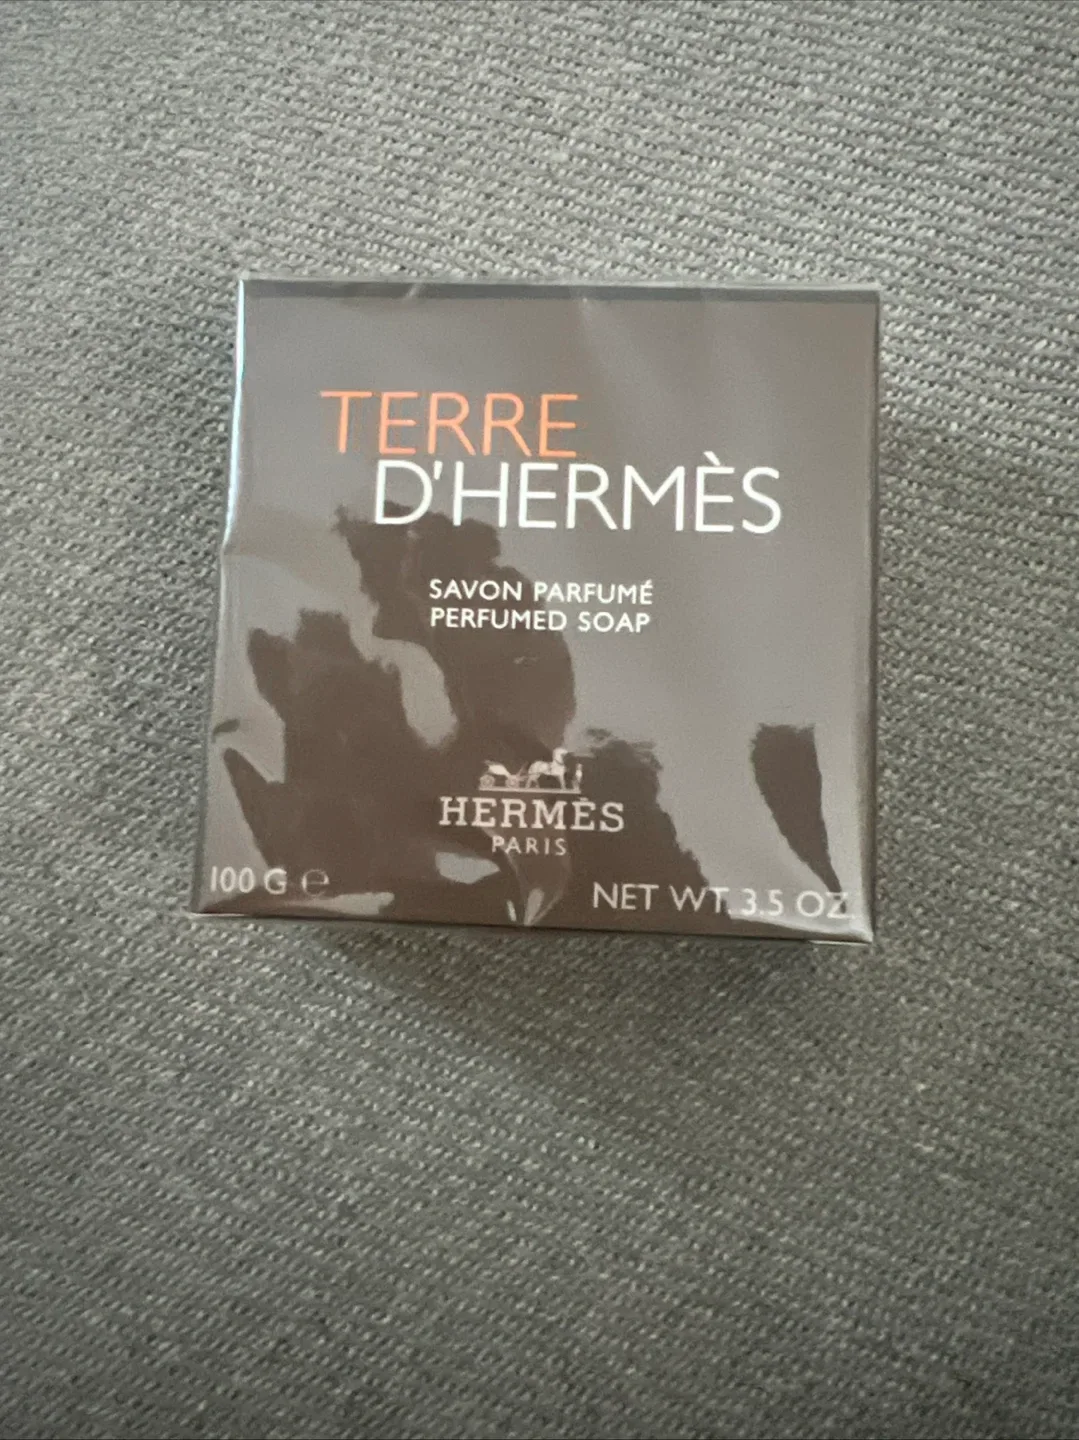 TERRE
D'HERMÈS
SAVON PARFUMÉ
PERFUMED SOAP
HERMÈS
PARIS
100 G ℮
NET WT. 3.5 OZ.